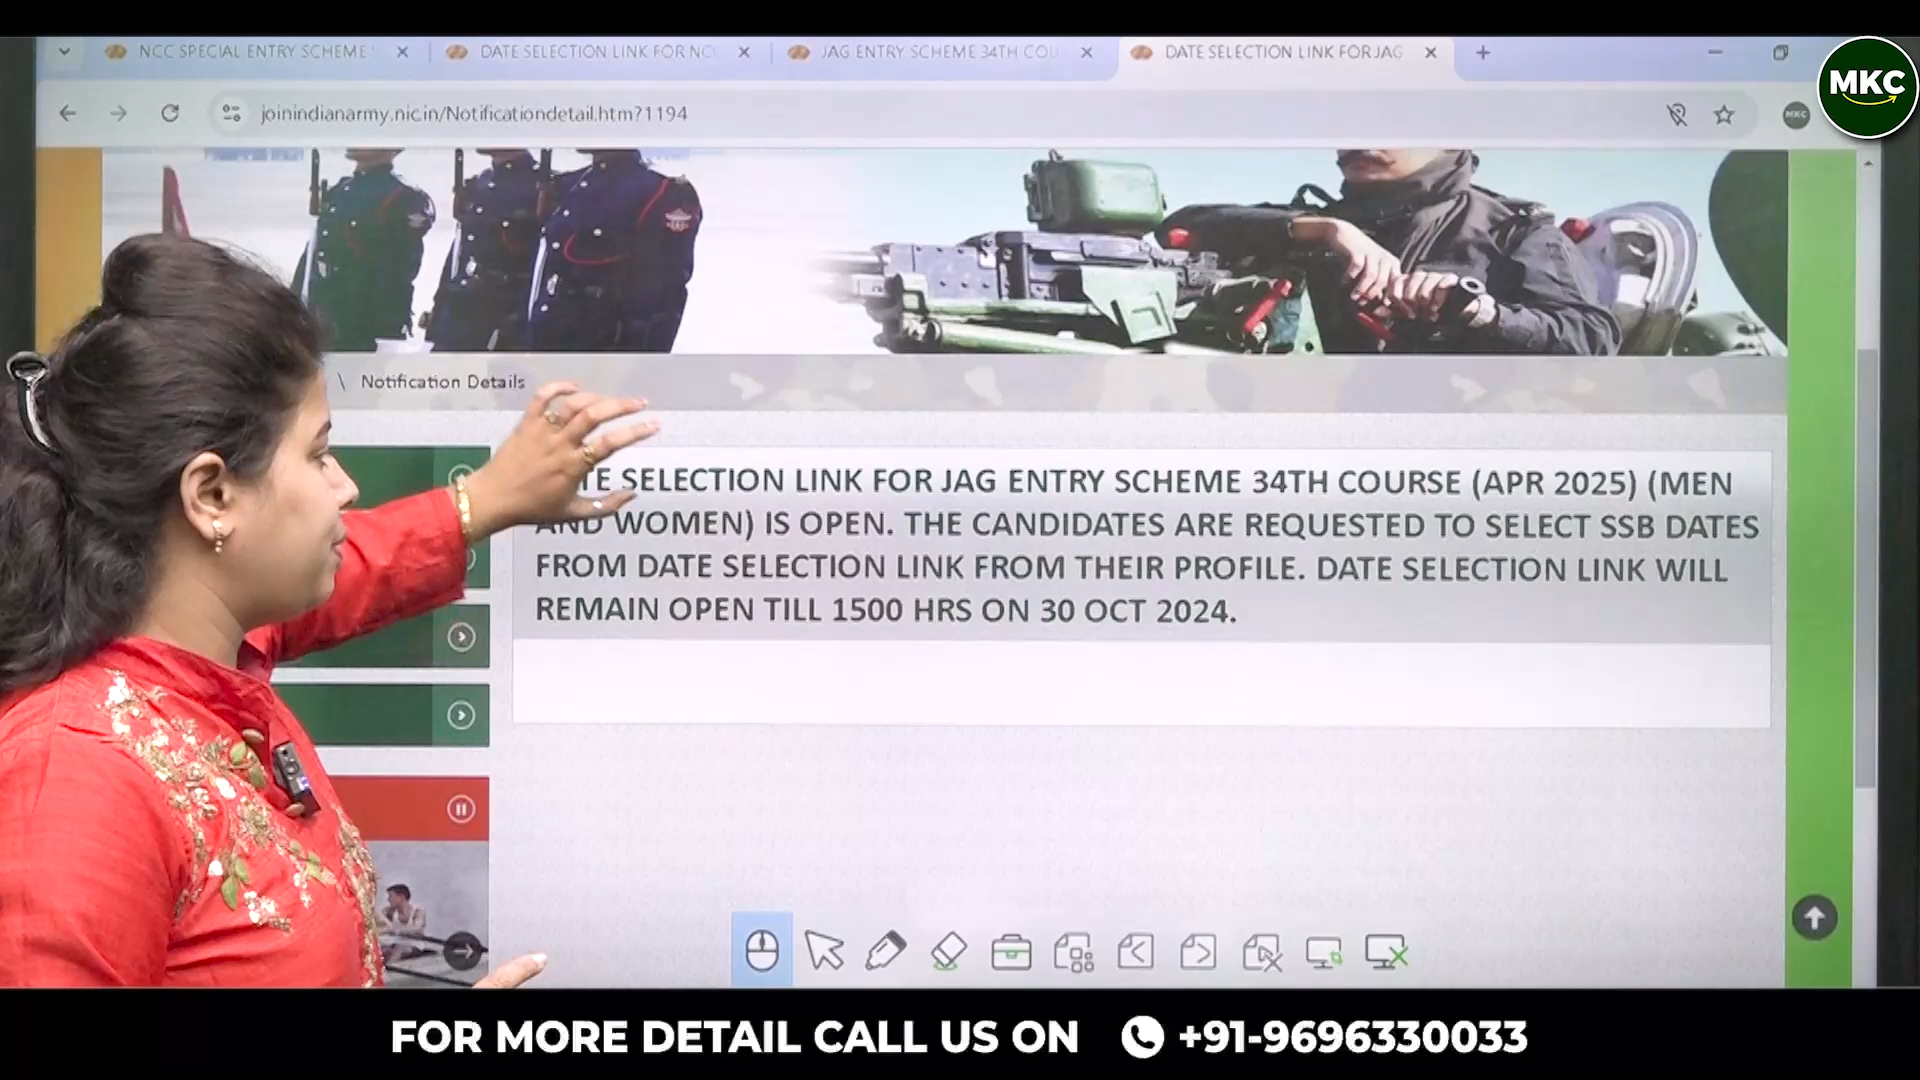 NCC SPECIAL ENTRY SCHEME
DATE SELECTION LINK FOR NC
JAG ENTRY SCHEME 34TH COU
DATE SELECTION LINK FOR JAG
joinindianarmy.nic.in/Notificationdetail.htm?1194
MKC
MKC
\ Notification Details
TE SELECTION LINK FOR JAG ENTRY SCHEME 34TH COURSE (APR 2025) (MEN
AND WOMEN) IS OPEN. THE CANDIDATES ARE REQUESTED TO SELECT SSB DATES
FROM DATE SELECTION LINK FROM THEIR PROFILE. DATE SELECTION LINK WILL
REMAIN OPEN TILL 1500 HRS ON 30 OCT 2024.
FOR MORE DETAIL CALL US ON +91-9696330033